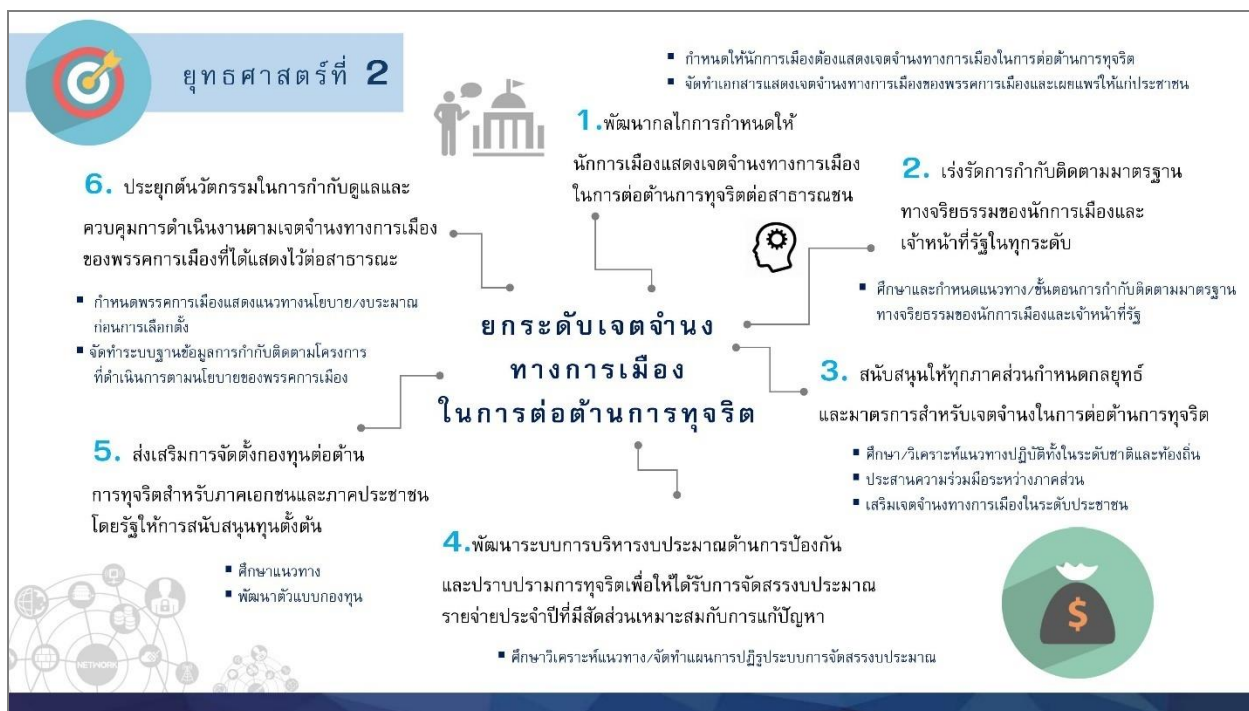 ยุทธศาสตร์ที่ 2
▪ กำหนดให้นักการเมืองต้องแสดงเจตจำนงทางการเมืองในการต่อต้านการทุจริต
▪ จัดทำเอกสารแสดงเจตจำนงทางการเมืองของพรรคการเมืองและเผยแพร่ให้แก่ประชาชน
1.พัฒนากลไกการกำหนดให้
นักการเมืองแสดงเจตจำนงทางการเมือง
ในการต่อต้านการทุจริตต่อสาธารณชน
2. เร่งรัดการกำกับติดตามมาตรฐาน
ทางจริยธรรมของนักการเมืองและ
เจ้าหน้าที่รัฐในทุกระดับ
▪ ศึกษาและกำหนดแนวทาง/ขั้นตอนการกำกับติดตามมาตรฐาน
ทางจริยธรรมของนักการเมืองและเจ้าหน้าที่รัฐ
3. สนับสนุนให้ทุกภาคส่วนกำหนดกลยุทธ์
และมาตรการสำหรับเจตจำนงในการต่อต้านการทุจริต
▪ ศึกษา/วิเคราะห์แนวทางปฏิบัติทั้งในระดับชาติและท้องถิ่น
▪ ประสานความร่วมมือระหว่างภาคส่วน
▪ เสริมเจตจำนงทางการเมืองในระดับประชาชน
4.พัฒนาระบบการบริหารงบประมาณด้านการป้องกัน
และปราบปรามการทุจริตเพื่อให้ได้รับการจัดสรรงบประมาณ
รายจ่ายประจำปีที่มีสัดส่วนเหมาะสมกับการแก้ปัญหา
▪ ศึกษาวิเคราะห์แนวทาง/จัดทำแผนการปฏิรูประบบการจัดสรรงบประมาณ
5. ส่งเสริมการจัดตั้งกองทุนต่อต้าน
การทุจริตสำหรับภาคเอกชนและภาคประชาชน
โดยรัฐให้การสนับสนุนทุนตั้งต้น
▪ ศึกษาแนวทาง
▪ พัฒนาตัวแบบกองทุน
6. ประยุกต์นวัตกรรมในการกำกับดูแลและ
ควบคุมการดำเนินงานตามเจตจำนงทางการเมือง
ของพรรคการเมืองที่ได้แสดงไว้ต่อสาธารณะ
▪ กำหนดพรรคการเมืองแสดงแนวทางนโยบาย/งบประมาณ
ก่อนการเลือกตั้ง
▪ จัดทำระบบฐานข้อมูลการกำกับติดตามโครงการ
ที่ดำเนินการตามนโยบายของพรรคการเมือง
ยกระดับเจตจำนง
ทางการเมือง
ในการต่อต้านการทุจริต
NETWORK
$